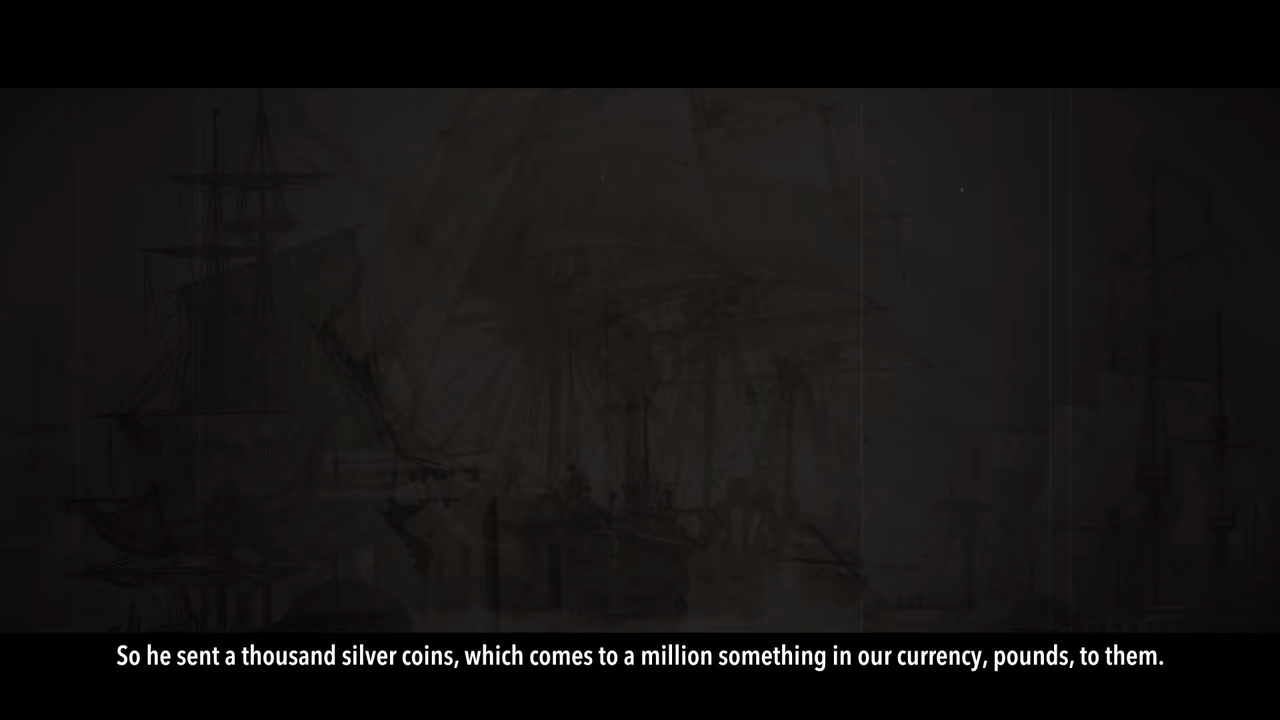 So he sent a thousand silver coins, which comes to a million something in our currency, pounds, to them.